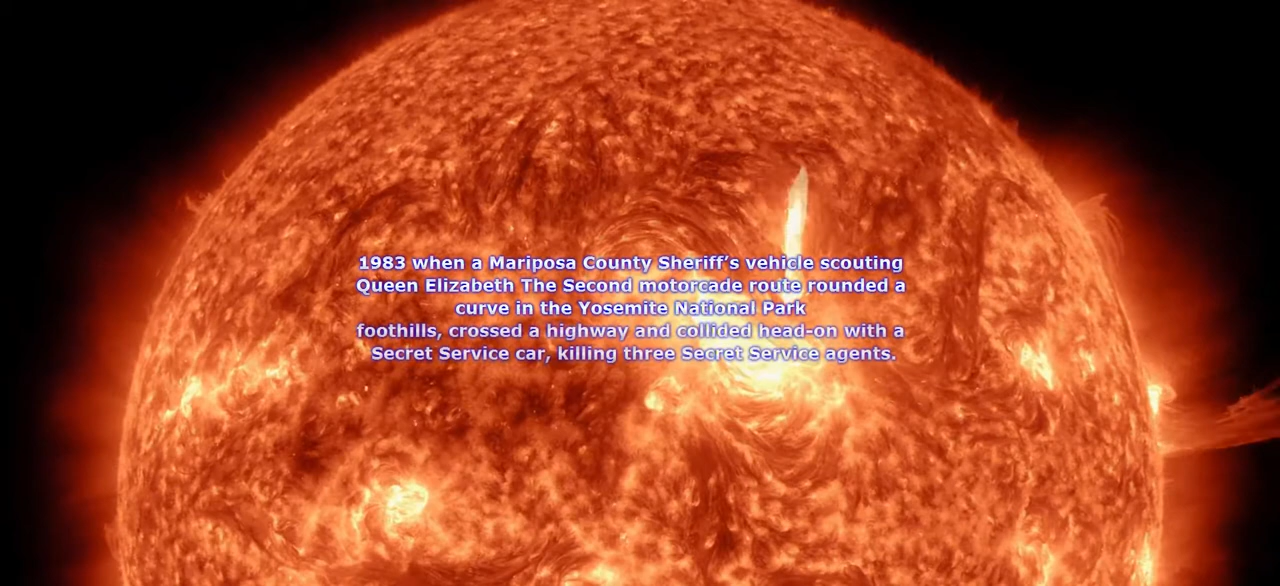 1983 when a Mariposa County Sheriff’s vehicle scouting
Queen Elizabeth The Second motorcade route rounded a
curve in the Yosemite National Park
foothills, crossed a highway and collided head-on with a
Secret Service car, killing three Secret Service agents.